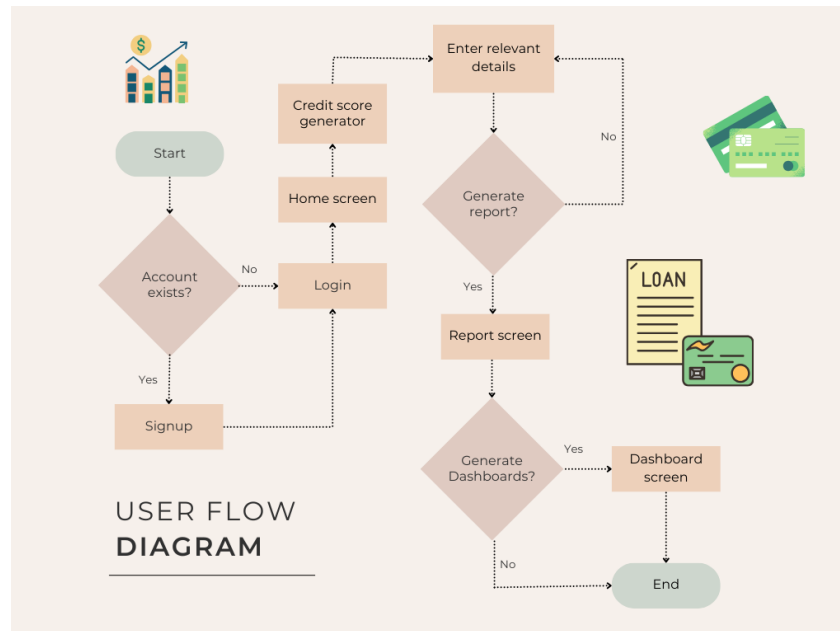 $
Start
Account
exists?
No
Yes
Signup
Login
Home screen
Credit score
generator
Enter relevant
details
No
Generate
report?
Yes
Report screen
Generate
Dashboards?
Yes
Dashboard
screen
No
End
LOAN
USER FLOW
DIAGRAM